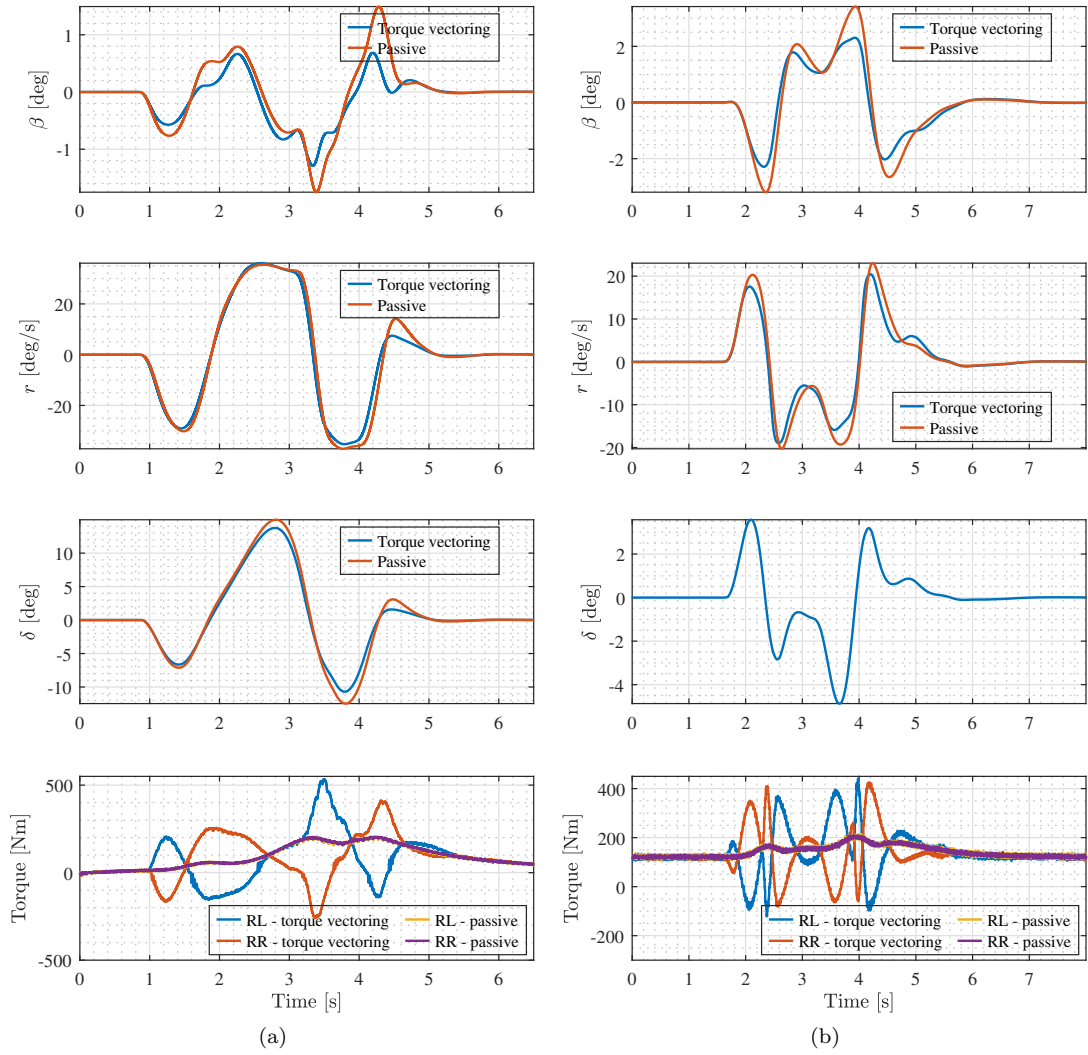 β [deg]
1
0
-1
Torque vectoring
Passive
0 1 2 3 4 5 6
β [deg]
2
0
-2
Torque vectoring
Passive
0 1 2 3 4 5 6 7
r [deg/s]
20
0
-20
Torque vectoring
Passive
0 1 2 3 4 5 6
r [deg/s]
20
10
0
-10
-20
Torque vectoring
Passive
0 1 2 3 4 5 6 7
δ [deg]
10
5
0
-5
-10
Torque vectoring
Passive
0 1 2 3 4 5 6
δ [deg]
2
0
-2
-4
0 1 2 3 4 5 6 7
Torque [Nm]
500
0
-500
RL - torque vectoring RL - passive
RR - torque vectoring RR - passive
0 1 2 3 4 5 6
Time [s]
(a)
Torque [Nm]
400
200
0
-300
RL - torque vectoring RL - passive
RR - torque vectoring RR - passive
0 1 2 3 4 5 6 7
Time [s]
(b)